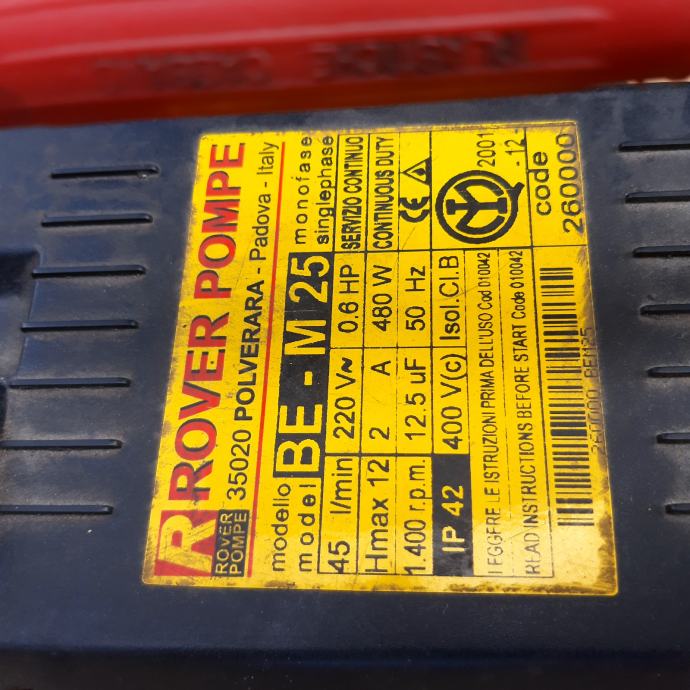 ROVER POMPE
ROVER
POMPE
35020 POLVERARA - Padova - Italy
modello
model
BE - M 25
monofase
singlephase
45 l/min 220 V~ 0.6 HP SERVIZIO CONTINUO
Hmax 12 2 A 480 W CONTINUOUS DUTY
1.400 r.p.m. 12.5 uF 50 Hz CE
IP 42 400 V(c) Isol.Cl.B
LEGGERE LE ISTRUZIONI PRIMA DELL'USO Cod 010042
READ INSTRUCTIONS BEFORE START Code 010042
2001
-12-
code
260000
260000 BEM25